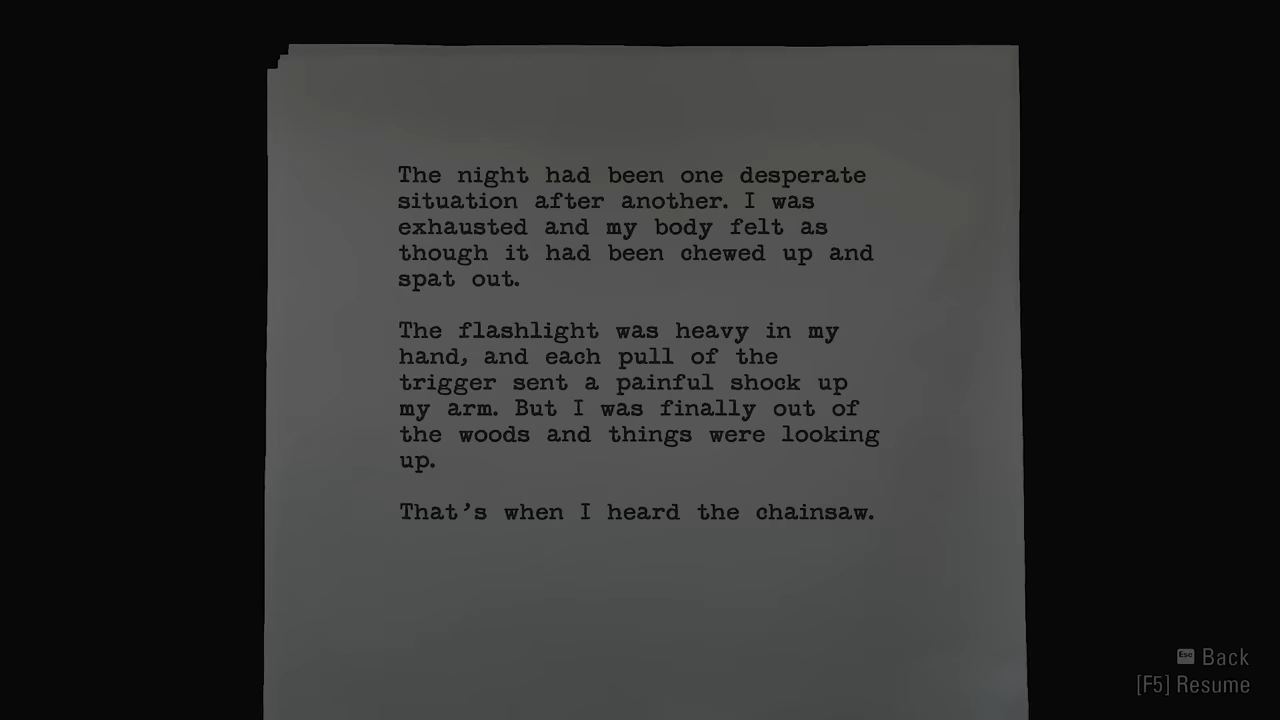 The night had been one desperate
situation after another. I was
exhausted and my body felt as
though it had been chewed up and
spat out.
The flashlight was heavy in my
hand, and each pull of the
trigger sent a painful shock up
my arm. But I was finally out of
the woods and things were looking
up.
That's when I heard the chainsaw.
Esc Back
[F5] Resume